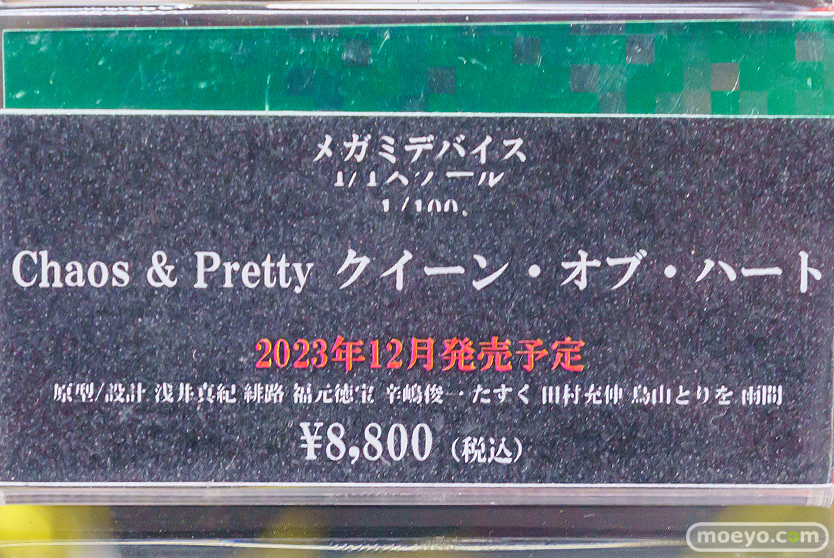 メガミデバイス
Chaos & Pretty クイーン・オブ・ハート
2023年12月発売予定
原型/設計 浅井真紀 緋路 福元徳宝 辛嶋俊一 たすく 田村充伸 鳥山とりを 雨間
¥8,800 (税込)
moeyo.com